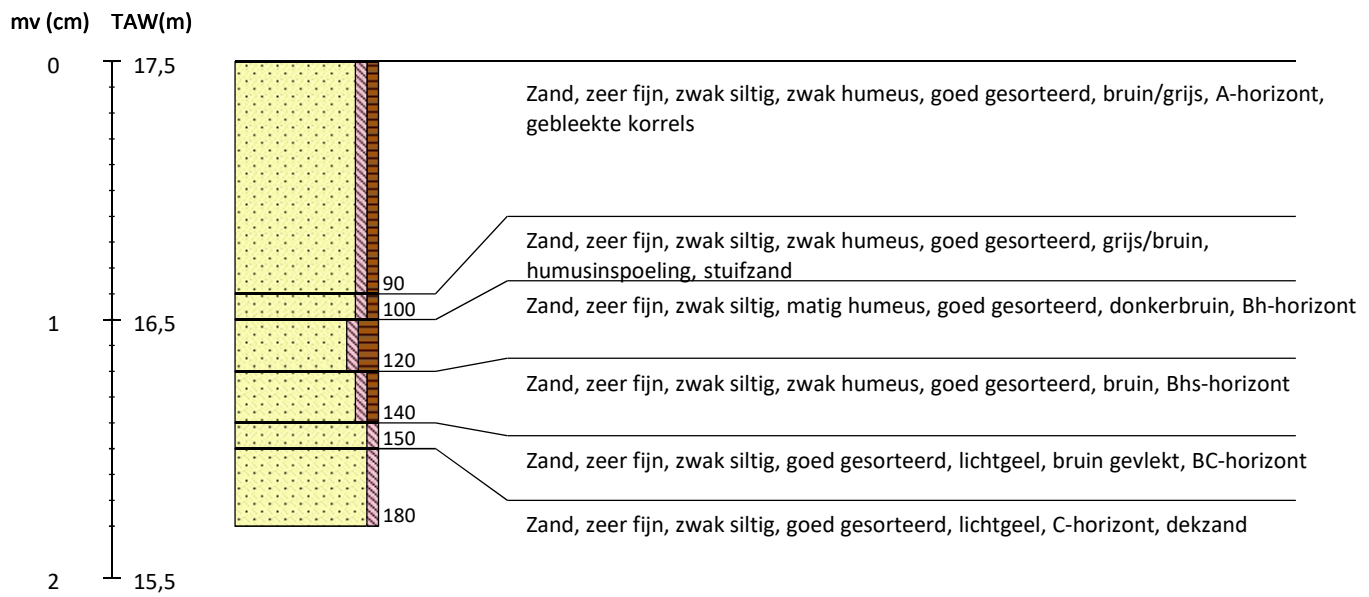 mv (cm) TAW(m)
0 17,5
Zand, zeer fijn, zwak siltig, zwak humeus, goed gesorteerd, bruin/grijs, A-horizont,
gebleekte korrels
Zand, zeer fijn, zwak siltig, zwak humeus, goed gesorteerd, grijs/bruin,
humusinspoeling, stuifzand
90
100
Zand, zeer fijn, zwak siltig, matig humeus, goed gesorteerd, donkerbruin, Bh-horizont
1 16,5
120
Zand, zeer fijn, zwak siltig, zwak humeus, goed gesorteerd, bruin, Bhs-horizont
140
150
Zand, zeer fijn, zwak siltig, goed gesorteerd, lichtgeel, bruin gevlekt, BC-horizont
180
Zand, zeer fijn, zwak siltig, goed gesorteerd, lichtgeel, C-horizont, dekzand
2 15,5